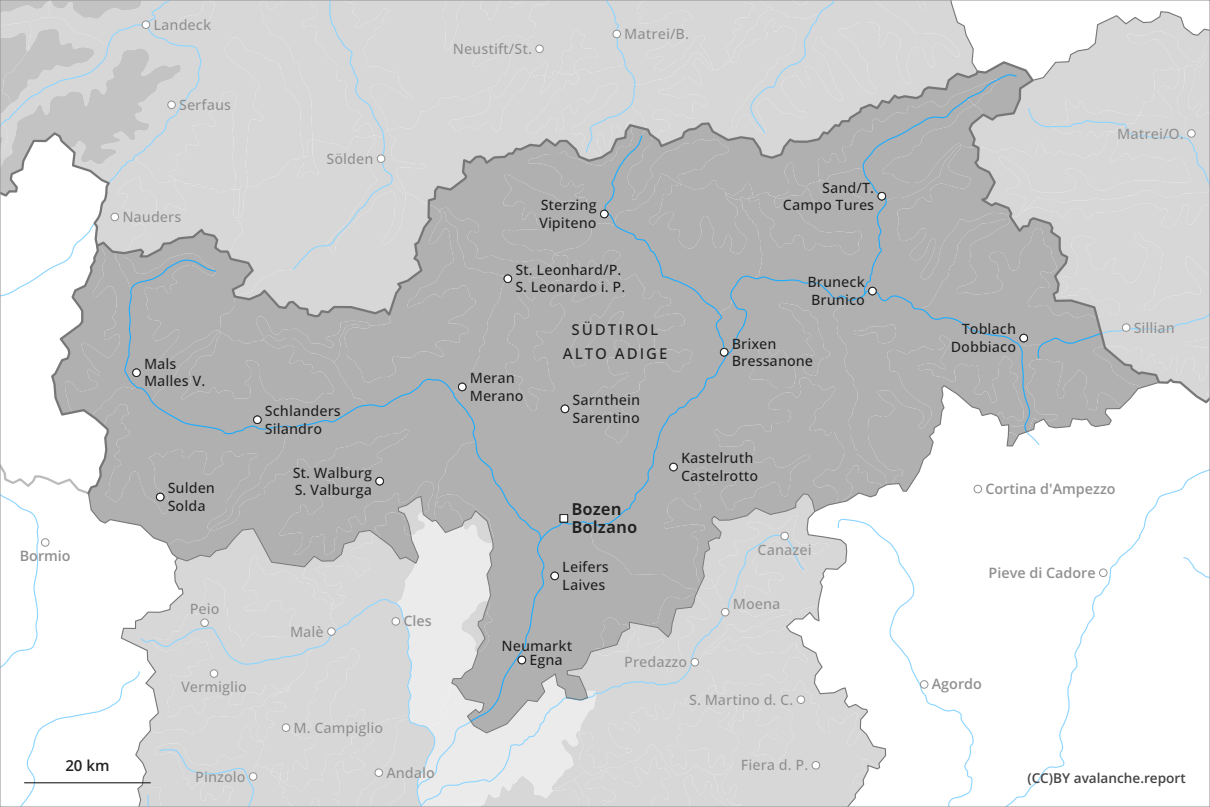 Landeck
Matrei/B.
Neustift/St.
Serfaus
Matrei/O.
Sölden
Sand/T.
Campo Tures
Nauders
Sterzing
Vipiteno
St. Leonhard/P.
S. Leonardo i. P.
Bruneck
Brunico
SÜDTIROL
ALTO ADIGE
Toblach
Dobbiaco
Sillian
Brixen
Bressanone
Mals
Malles V.
Meran
Merano
Sarnthein
Sarentino
Schlanders
Silandro
Kastelruth
Castelrotto
St. Walburg
S. Valburga
Sulden
Solda
Cortina d'Ampezzo
Bozen
Bolzano
Bormio
Canazei
Leifers
Laives
Pieve di Cadore
Peio
Moena
Cles
Malè
Neumarkt
Egna
Predazzo
Vermiglio
Agordo
S. Martino d. C.
M. Campiglio
Fiera d. P.
20 km
Pinzolo
Andalo
(CC)BY avalanche.report